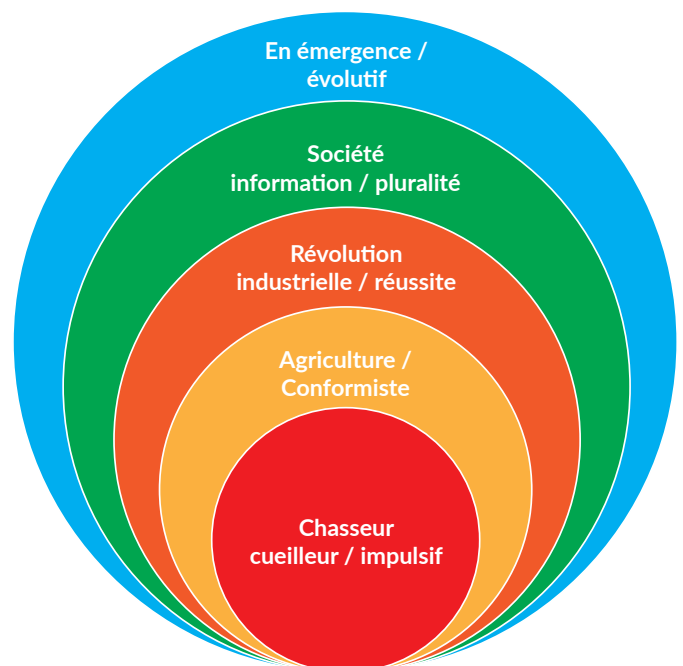 En émergence /
évolutif
Société
information / pluralité
Révolution
industrielle / réussite
Agriculture /
Conformiste
Chasseur
cueilleur / impulsif